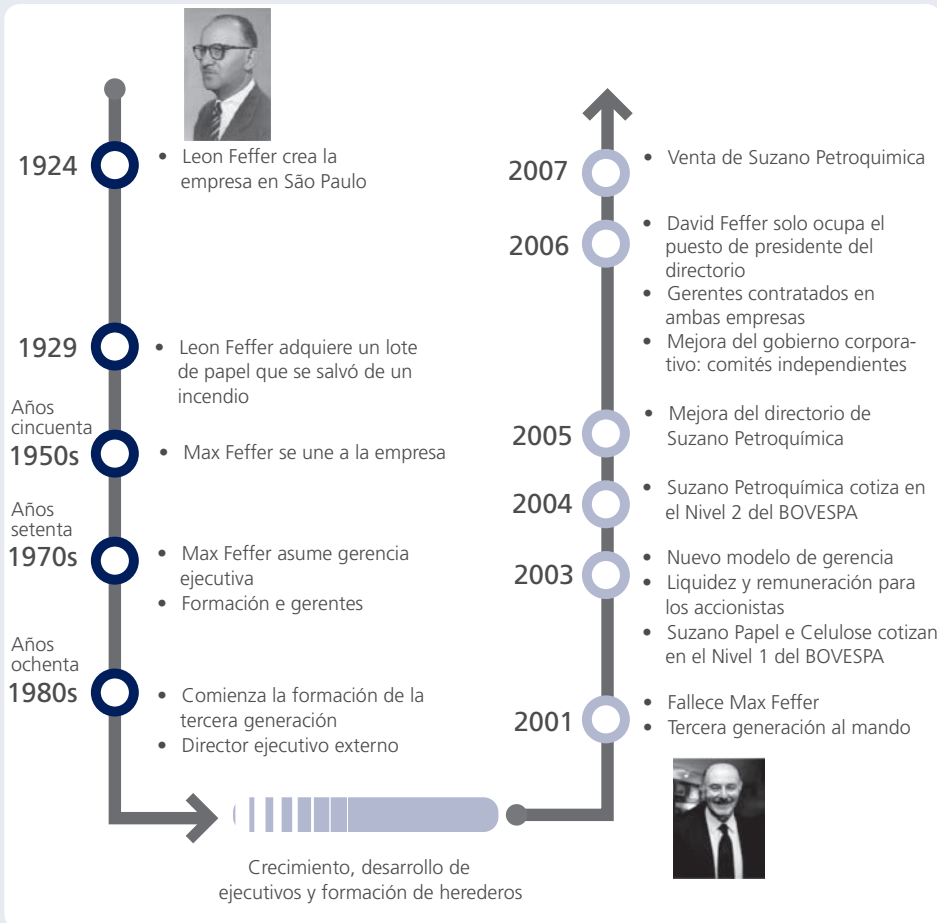 1924
• Leon Feffer crea la
empresa en São Paulo
1929
• Leon Feffer adquiere un lote
de papel que se salvó de un
incendio
Años
cincuenta
1950s
• Max Feffer se une a la empresa
Años
setenta
1970s
• Max Feffer asume gerencia
ejecutiva
• Formación e gerentes
Años
ochenta
1980s
• Comienza la formación de la
tercera generación
• Director ejecutivo externo
Crecimiento, desarrollo de
ejecutivos y formación de herederos
2001
• Fallece Max Feffer
• Tercera generación al mando
2003
• Nuevo modelo de gerencia
• Liquidez y remuneración para
los accionistas
• Suzano Papel e Celulose cotizan
en el Nivel 1 del BOVESPA
2004
• Suzano Petroquímica cotiza en
el Nivel 2 del BOVESPA
2005
• Mejora del directorio de
Suzano Petroquímica
2006
• David Feffer solo ocupa el
puesto de presidente del
directorio
• Gerentes contratados en
ambas empresas
• Mejora del gobierno corpora-
tivo: comités independientes
2007
• Venta de Suzano Petroquimica